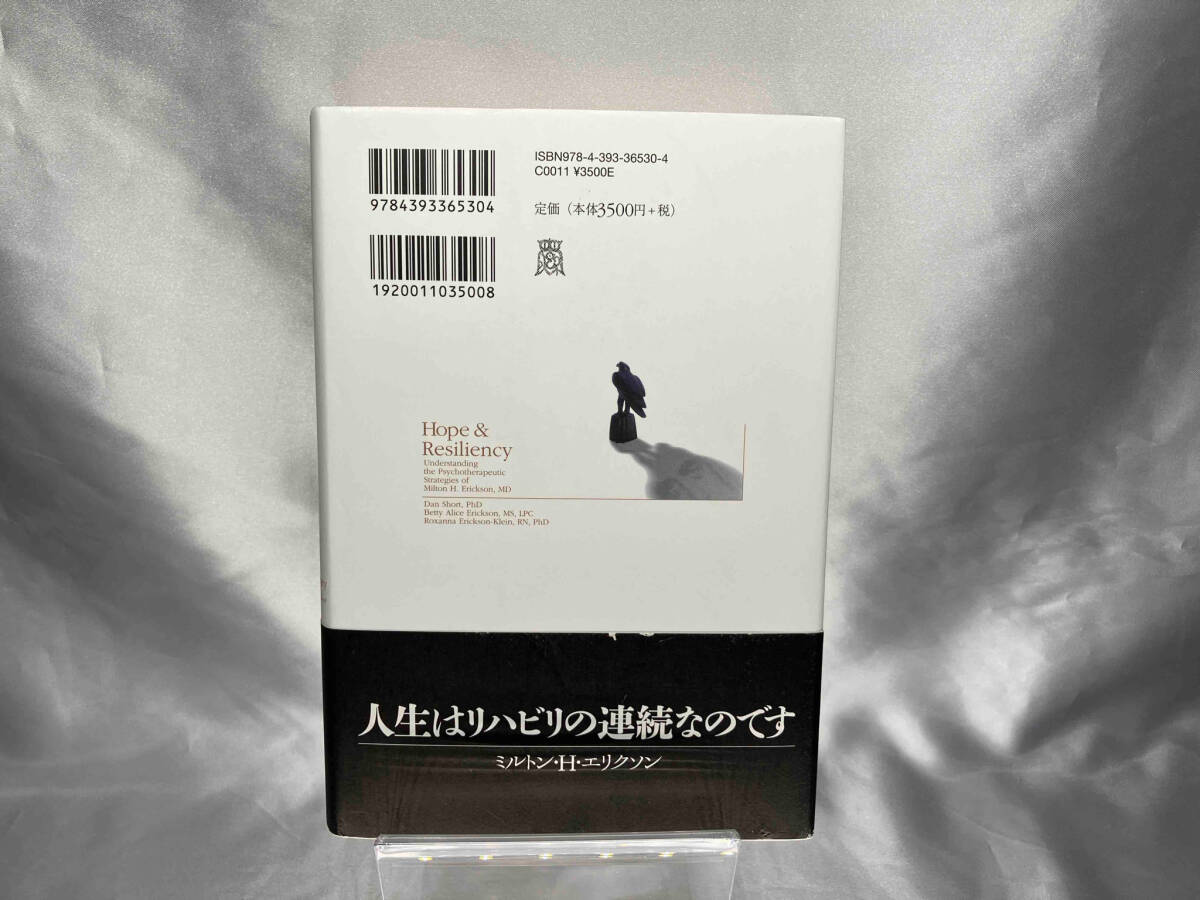 ISBN978-4-393-36530-4
C0011 ¥3500E
9784393365304
定価（本体3500円+税）
1920011035008
Hope &
Resiliency
Understanding
the Psychotherapeutic
Strategies of
Milton H. Erickson, MD
Dan Short, PhD
Betty Alice Erickson, MS, LPC
Roxanna Erickson-Klein, RN, PhD
人生はリハビリの連続なのです
ミルトン・H・エリクソン